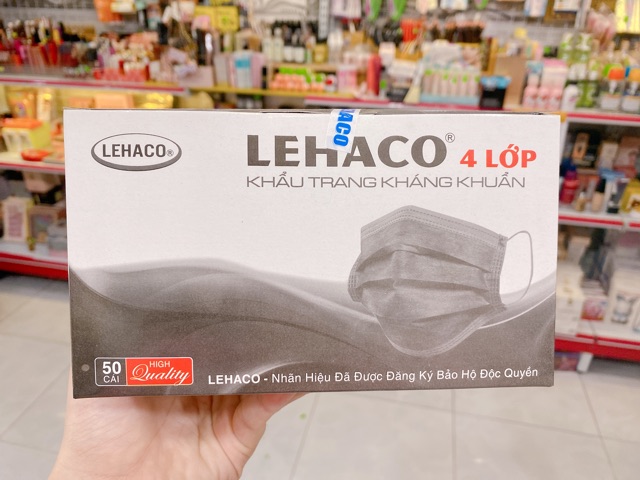 LEHACO®
LEHACO® 4 LỚP
KHẨU TRANG KHÁNG KHUẨN
ACO
50
CÁI
HIGH
Quality
LEHACO - Nhãn Hiệu Đã Được Đăng Ký Bảo Hộ Độc Quyền